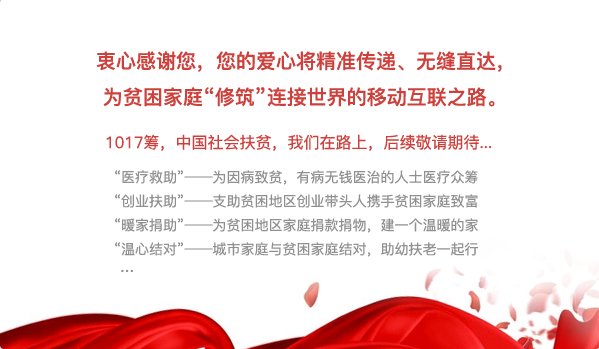 衷心感谢您，您的爱心将精准传递、无缝直达，
为贫困家庭“修筑”连接世界的移动互联之路。
1017筹，中国社会扶贫，我们在路上，后续敬请期待...
“医疗救助”——为因病致贫，有病无钱医治的人士医疗众筹
“创业扶助”——支助贫困地区创业带头人携手贫困家庭致富
“暖家捐助”——为贫困地区家庭捐款捐物，建一个温暖的家
“温心结对”——城市家庭与贫困家庭结对，助幼扶老一起行
...